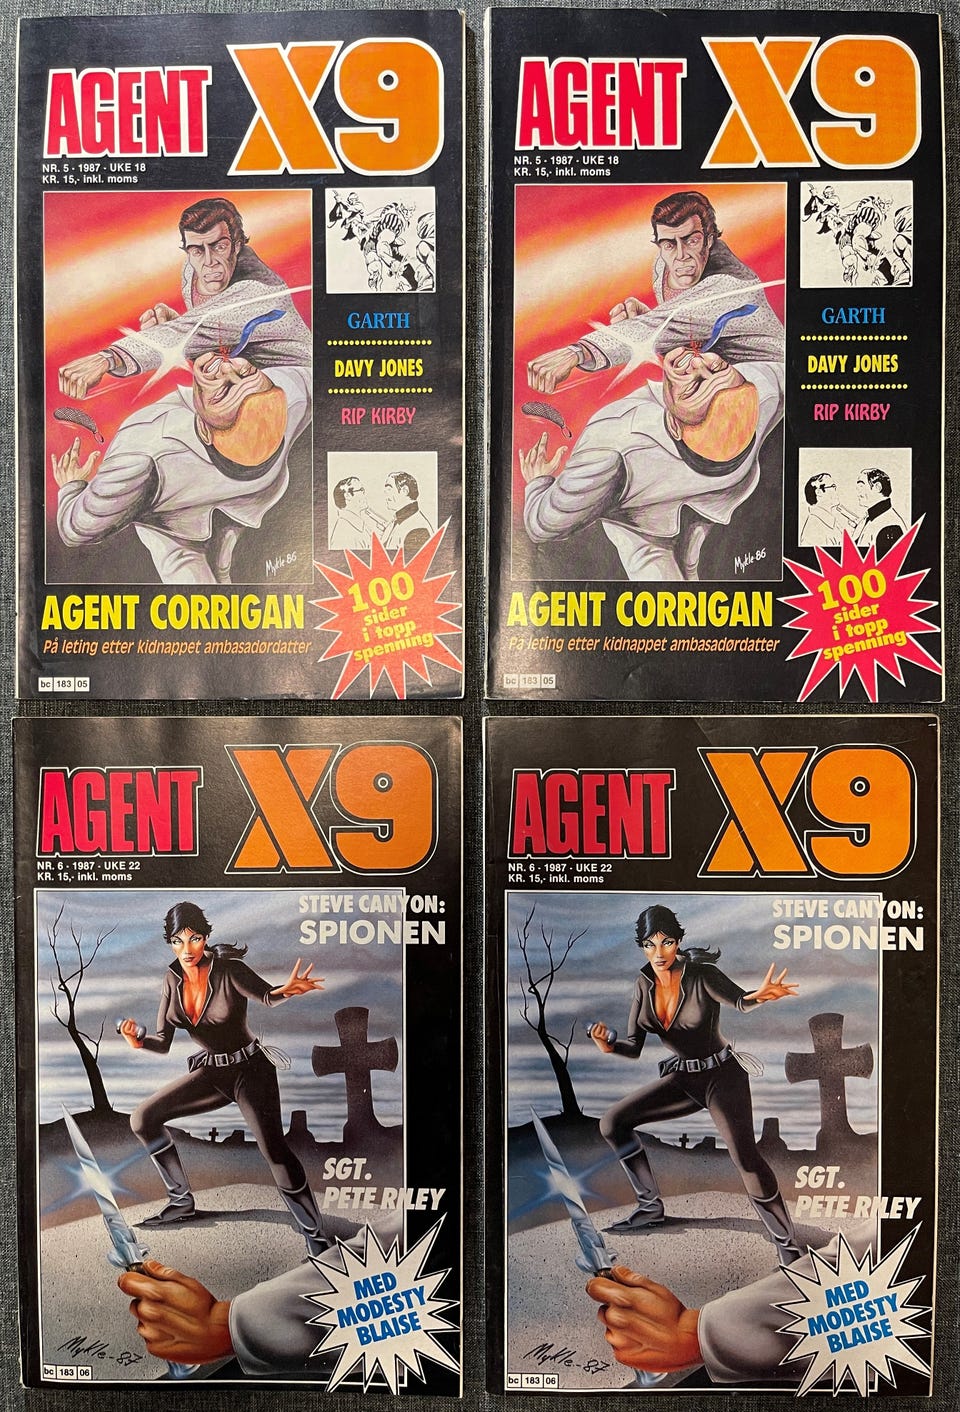 AGENT X9
NR. 5 - 1987 - UKE 18
KR. 15,- inkl. moms
GARTH
DAVY JONES
RIP KIRBY
Mykle-86
AGENT CORRIGAN
På leting etter kidnappet ambasadørdatter
100
sider
i topp
spenning
bc 183 05
AGENT X9
NR. 5 - 1987 - UKE 18
KR. 15,- inkl. moms
GARTH
DAVY JONES
RIP KIRBY
Mykle-86
AGENT CORRIGAN
På leting etter kidnappet ambasadørdatter
100
sider
i topp
spenning
bc 183 05
AGENT X9
NR. 6 - 1987 - UKE 22
KR. 15,- inkl. moms
STEVE CANYON:
SPIONEN
SGT.
PETE RILEY
MED
MODESTY
BLAISE
Mykle-87
bc 183 06
AGENT X9
NR. 6 - 1987 - UKE 22
KR. 15,- inkl. moms
STEVE CANYON:
SPIONEN
SGT.
PETE RILEY
MED
MODESTY
BLAISE
Mykle-87
bc 183 06